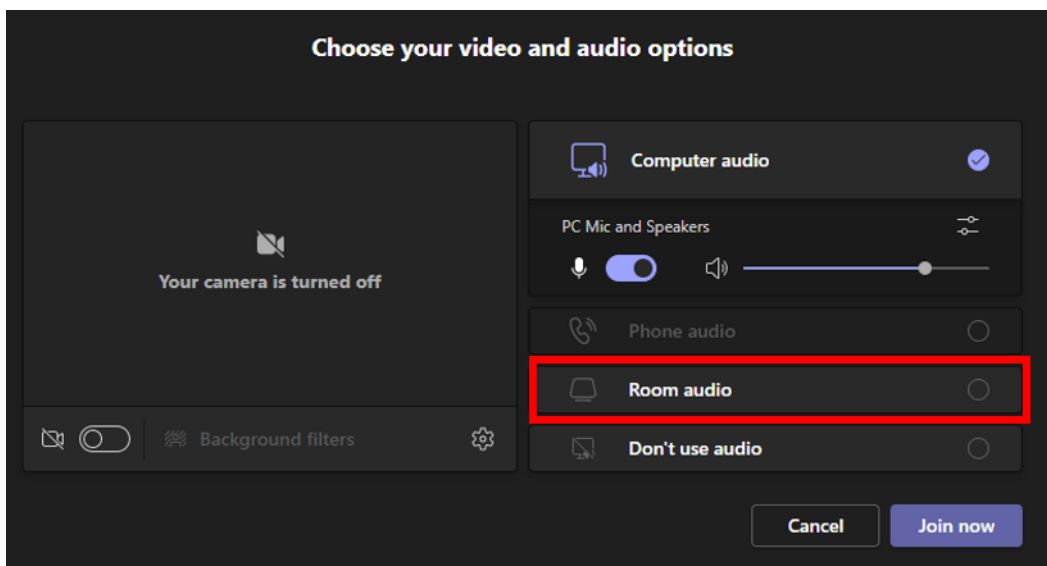 Choose your video and audio options
Your camera is turned off
Background filters
Computer audio
PC Mic and Speakers
Phone audio
Room audio
Don't use audio
Cancel
Join now